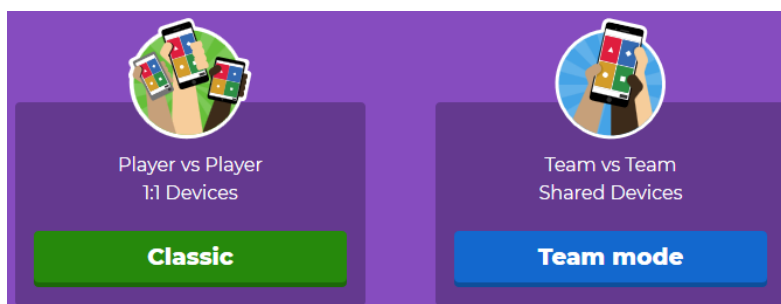 Player vs Player
1:1 Devices
Classic
Team vs Team
Shared Devices
Team mode